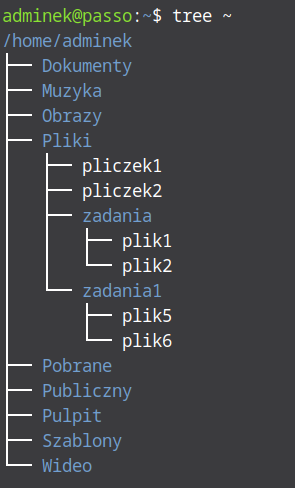 adminek@passo:~$ tree ~
/home/adminek
├── Dokumenty
├── Muzyka
├── Obrazy
├── Pliki
│   ├── pliczek1
│   ├── pliczek2
│   ├── zadania
│   │   ├── plik1
│   │   └── plik2
│   └── zadania1
│       ├── plik5
│       └── plik6
├── Pobrane
├── Publiczny
├── Pulpit
├── Szablony
└── Wideo